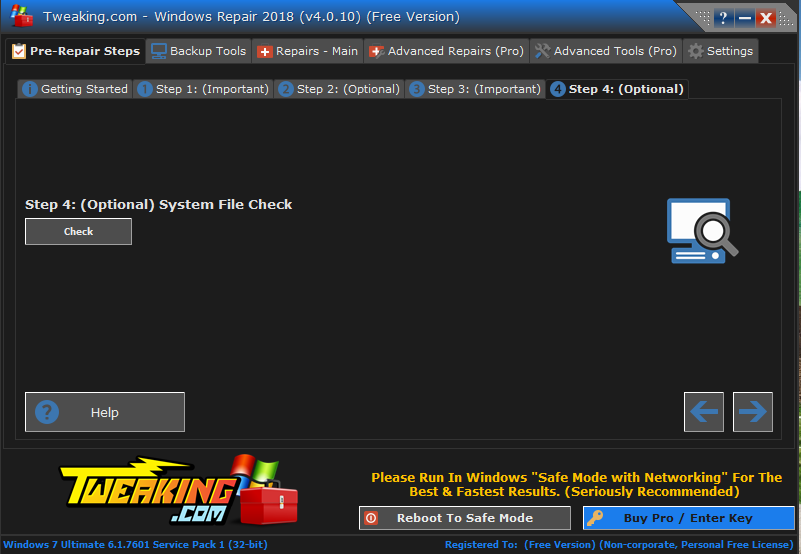 Tweaking.com - Windows Repair 2018 (v4.0.10) (Free Version)
?
Pre-Repair Steps Backup Tools Repairs - Main Advanced Repairs (Pro) Advanced Tools (Pro) Settings
i Getting Started 1 Step 1: (Important) 2 Step 2: (Optional) 3 Step 3: (Important) 4 Step 4: (Optional)
Step 4: (Optional) System File Check
Check
? Help
TWEAKING
.COM
Please Run In Windows "Safe Mode with Networking" For The
Best & Fastest Results. (Seriously Recommended)
Reboot To Safe Mode Buy Pro / Enter Key
Windows 7 Ultimate 6.1.7601 Service Pack 1 (32-bit) Registered To: (Free Version) (Non-corporate, Personal Free License)